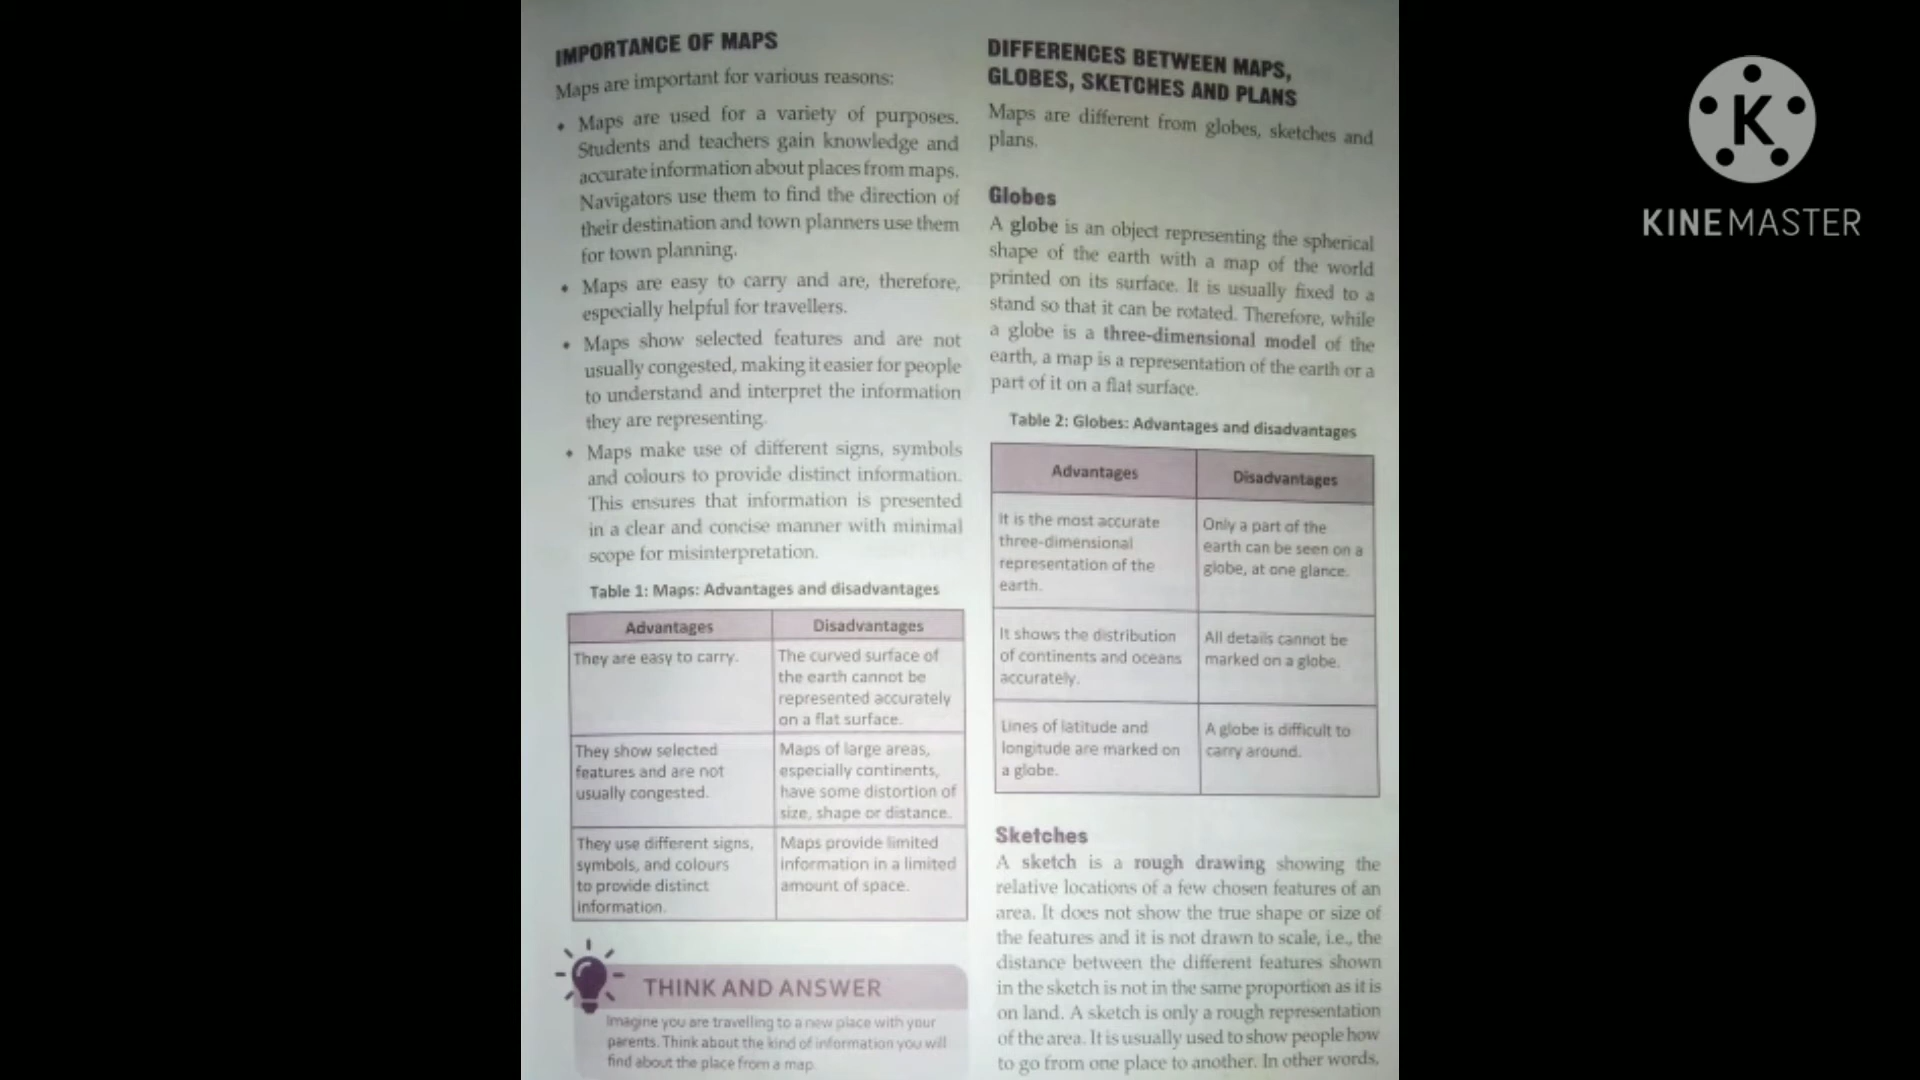 IMPORTANCE OF MAPS
Maps are important for various reasons:
• Maps are used for a variety of purposes.
Students and teachers gain knowledge and
accurate information about places from maps.
Navigators use them to find the direction of
their destination and town planners use them
for town planning.
• Maps are easy to carry and are, therefore,
especially helpful for travellers.
• Maps show selected features and are not
usually congested, making it easier for people
to understand and interpret the information
they are representing.
• Maps make use of different signs, symbols
and colours to provide distinct information.
This ensures that information is presented
in a clear and concise manner with minimal
scope for misinterpretation.
Table 1: Maps: Advantages and disadvantages
Advantages
Disadvantages
They are easy to carry.
The curved surface of
the earth cannot be
represented accurately
on a flat surface.
They show selected
features and are not
usually congested.
Maps of large areas,
especially continents,
have some distortion of
size, shape or distance.
They use different signs,
symbols, and colours
to provide distinct
information.
Maps provide limited
information in a limited
amount of space.
THINK AND ANSWER
Imagine you are travelling to a new place with your
parents. Think about the kind of information you will
find about the place from a map.
DIFFERENCES BETWEEN MAPS,
GLOBES, SKETCHES AND PLANS
Maps are different from globes, sketches and
plans.
Globes
A globe is an object representing the spherical
shape of the earth with a map of the world
printed on its surface. It is usually fixed to a
stand so that it can be rotated. Therefore, while
a globe is a three-dimensional model of the
earth, a map is a representation of the earth or a
part of it on a flat surface.
Table 2: Globes: Advantages and disadvantages
Advantages
Disadvantages
It is the most accurate
three-dimensional
representation of the
earth.
Only a part of the
earth can be seen on a
globe, at one glance.
It shows the distribution
of continents and oceans
accurately.
All details cannot be
marked on a globe.
Lines of latitude and
longitude are marked on
a globe.
A globe is difficult to
carry around.
Sketches
A sketch is a rough drawing showing the
relative locations of a few chosen features of an
area. It does not show the true shape or size of
the features and it is not drawn to scale, i.e., the
distance between the different features shown
in the sketch is not in the same proportion as it is
on land. A sketch is only a rough representation
of the area. It is usually used to show people how
to go from one place to another. In other words,
K
KINEMASTER